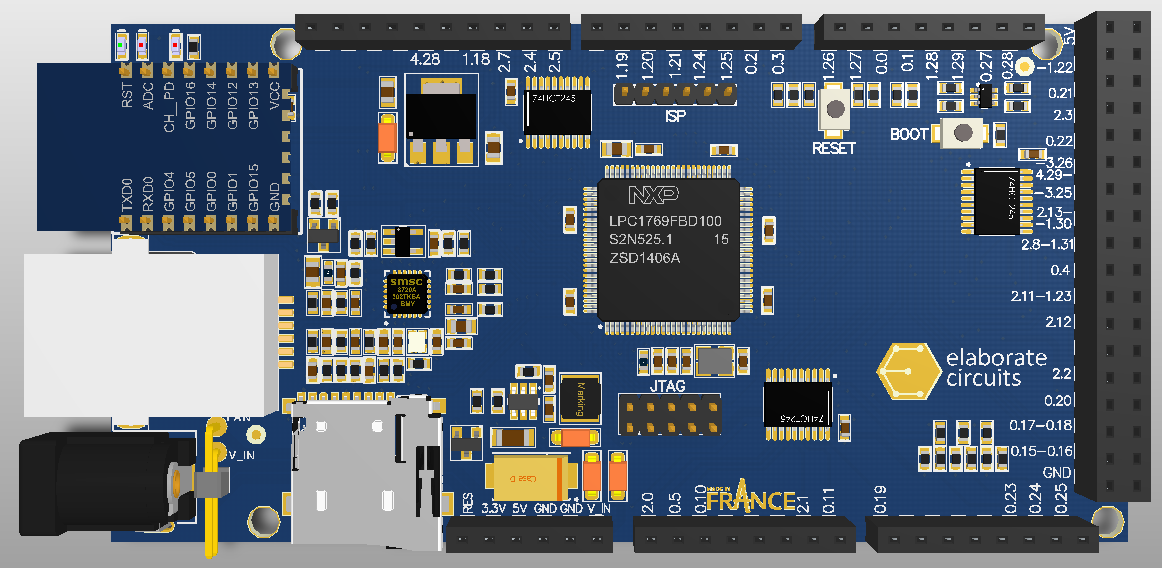 4.28
1.18
2.7
2.4
2.5
1.19
1.20
1.21
1.24
1.25
0.2
0.3
1.26
1.27
0.0
0.1
1.28
1.29
0.27
0.28
5V
1.22
0.21
2.3
0.22
3.26
4.29
3.25
2.13
1.30
2.8-1.31
0.4
2.11-1.23
2.12
2.2
0.20
0.17-0.18
0.15-0.16
GND
RST
ADC
CH_PD
GPIO16
GPIO14
GPIO12
GPIO13
VCC
TXD0
RXD0
GPIO4
GPIO5
GPIO0
GPIO1
GPIO15
GND
74HCT245
ISP
RESET
BOOT
NXP
LPC1769FBD100
S2N525.1 15
ZSD1406A
smsc
8720A
BMY
elaborate
circuits
JTAG
Marking
Case D
V_IN
RES
3.3V
5V
GND
GND
V_IN
2.0
0.5
0.10
MADE IN
FRANCE
2.1
0.11
0.19
0.23
0.24
0.25